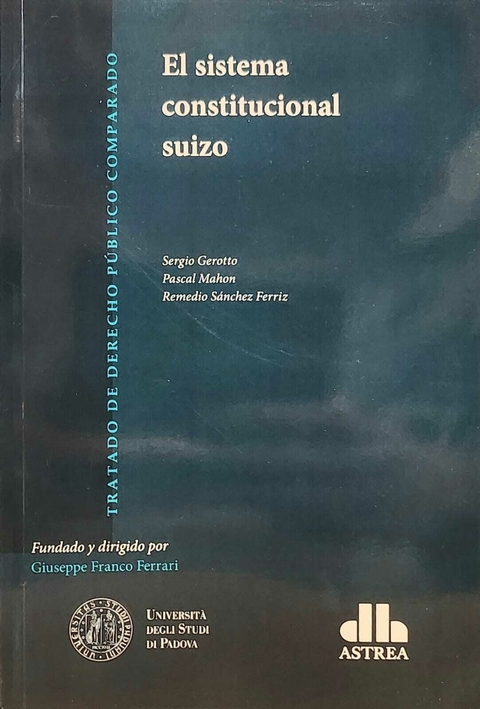 El sistema
constitucional
suizo
TRATADO DE DERECHO PÚBLICO COMPARADO
Sergio Gerotto
Pascal Mahon
Remedio Sánchez Ferriz
Fundado y dirigido por
Giuseppe Franco Ferrari
UNIVERSITÀ
DEGLI STUDI
DI PADOVA
dh
ASTREA